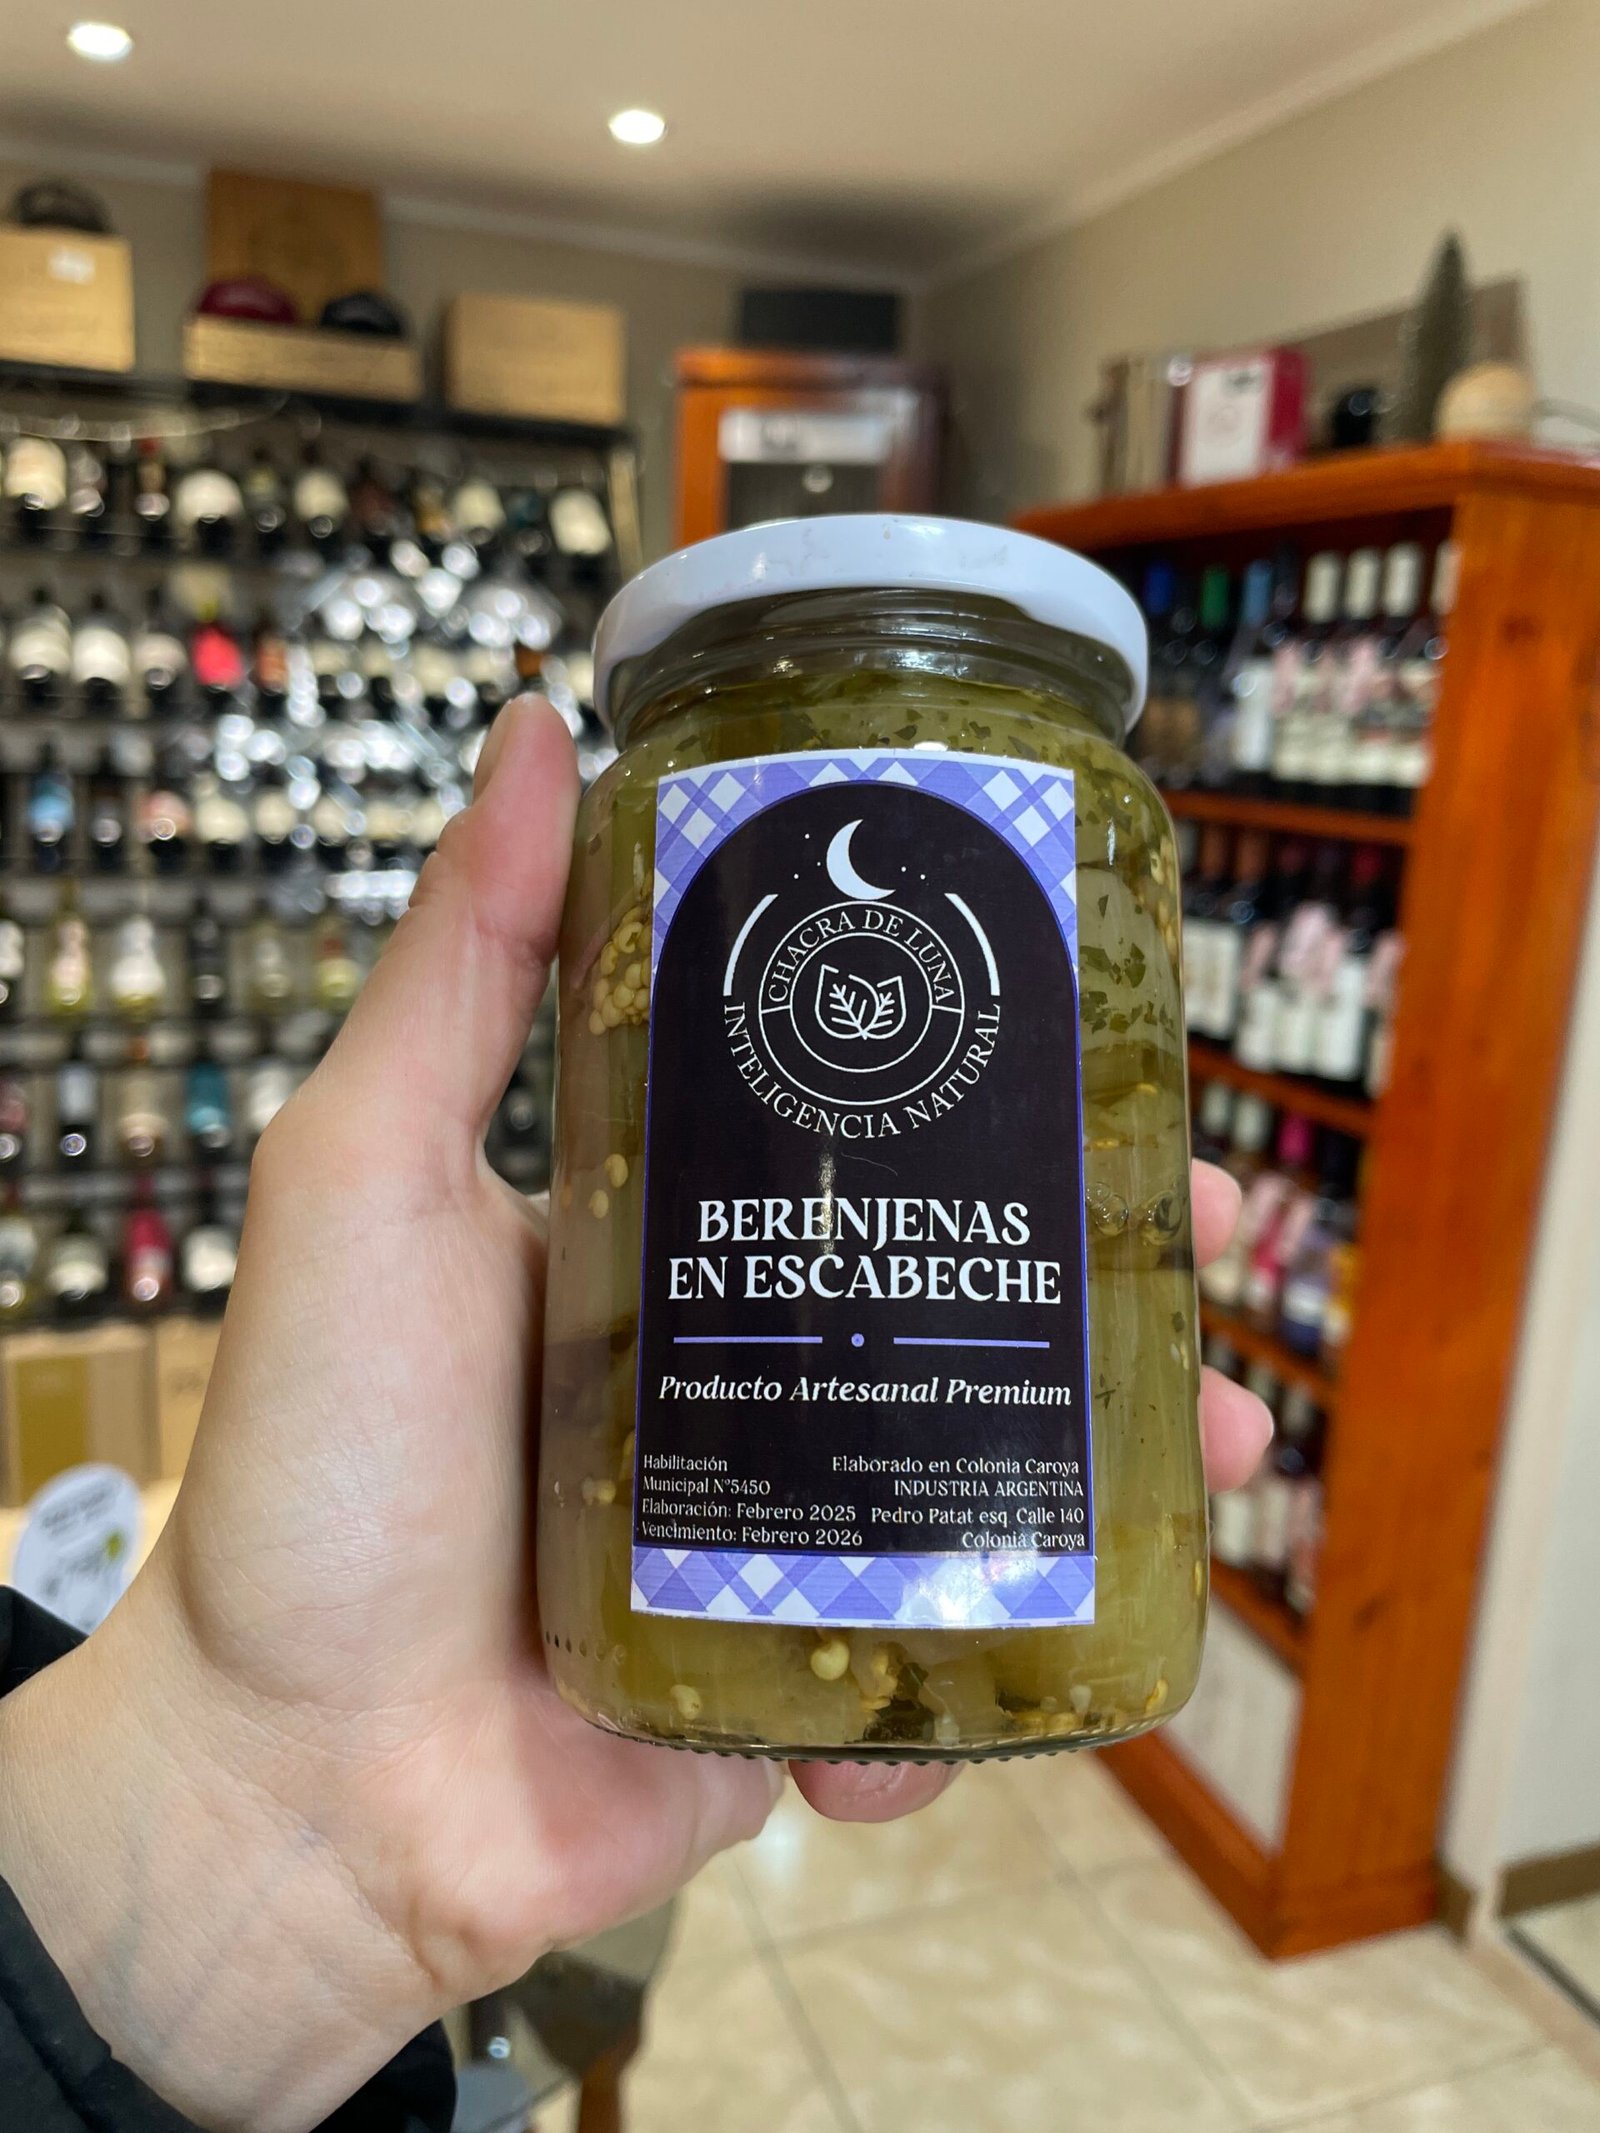 CHACRA DE LUNA
INTELIGENCIA NATURAL
BERENJENAS
EN ESCABECHE
Producto Artesanal Premium
Habilitación
Municipal N°5450
Elaboración: Febrero 2025
Vencimiento: Febrero 2026
Elaborado en Colonia Caroya
INDUSTRIA ARGENTINA
Pedro Patat esq. Calle 140
Colonia Caroya